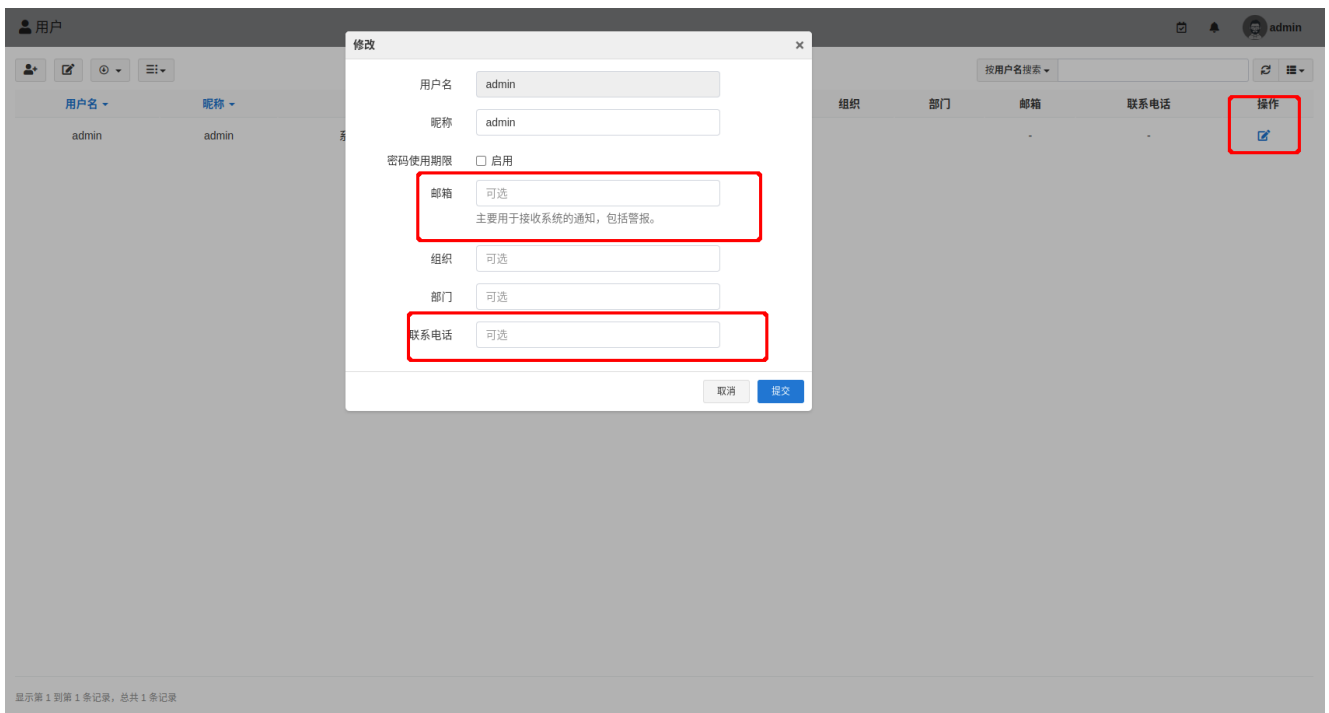 用户
admin
修改
×
用户名 admin
昵称 admin
密码使用期限 启用
邮箱 可选
主要用于接收系统的通知，包括警报。
组织 可选
部门 可选
联系电话 可选
取消 提交
按用户名搜索
用户名 昵称 组织 部门 邮箱 联系电话 操作
admin admin - -
显示第 1 到第 1 条记录，总共 1 条记录